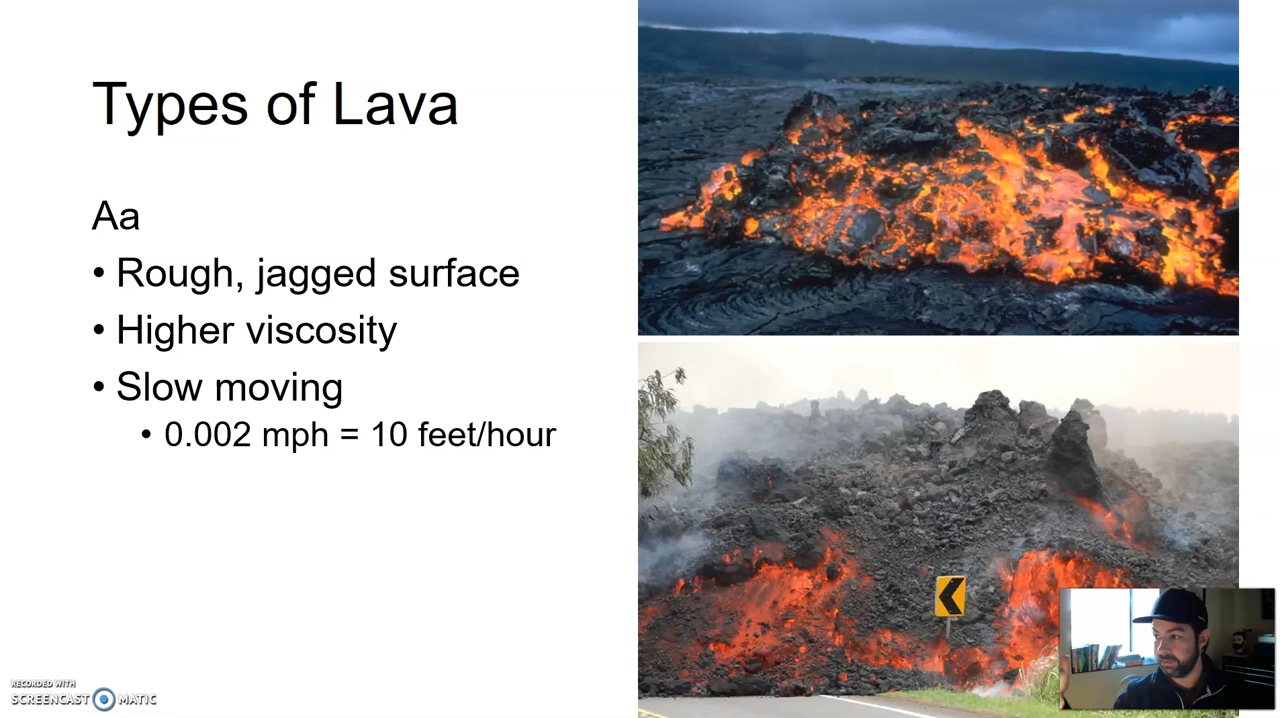 Types of Lava
Aa
• Rough, jagged surface
• Higher viscosity
• Slow moving
• 0.002 mph = 10 feet/hour
RECORDED WITH
SCREENCAST MATIC